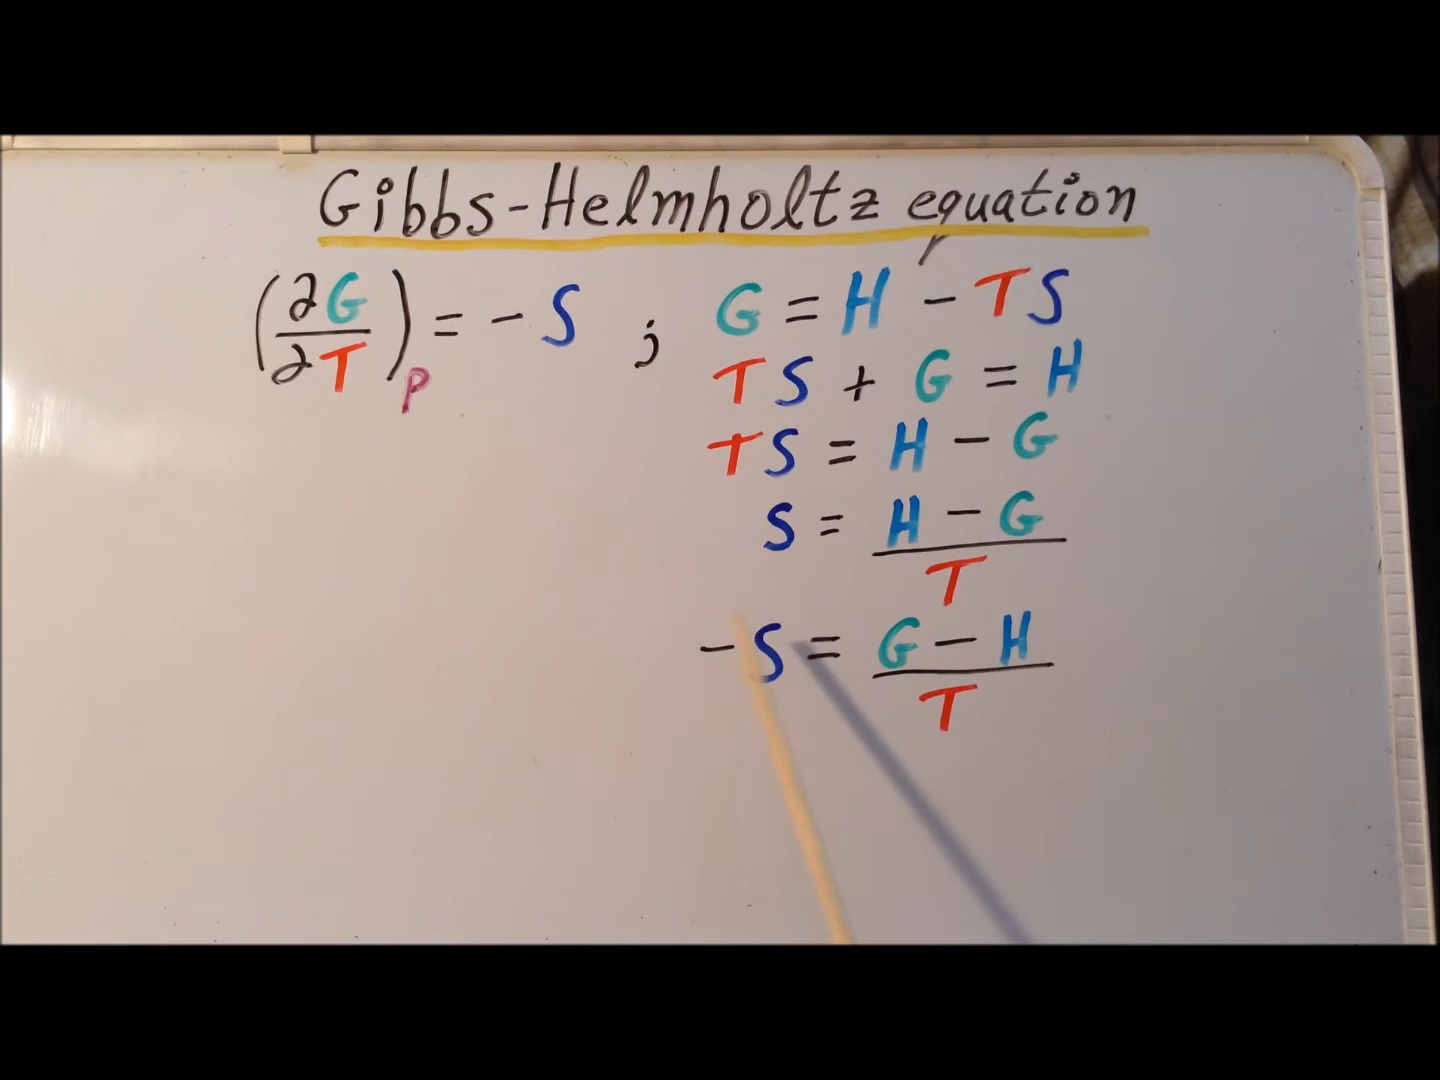 Gibbs-Helmholtz equation
(∂G/∂T)p = -S ; G = H - TS
TS + G = H
TS = H - G
S = (H - G)/T
-S = (G - H)/T